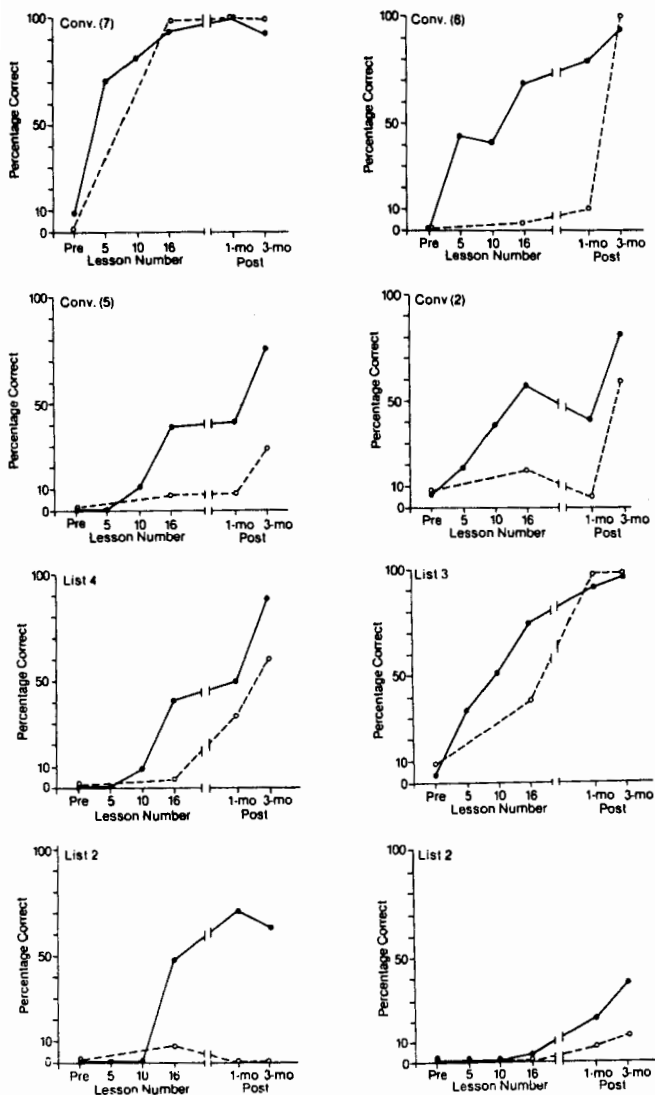 Conv. (7)
100
50
10
0
Percentage Correct
Pre 5 10 16 1-mo 3-mo
Lesson Number Post
Conv. (6)
100
50
10
0
Percentage Correct
Pre 5 10 16 1-mo 3-mo
Lesson Number Post
Conv. (5)
100
50
10
0
Percentage Correct
Pre 5 10 16 1-mo 3-mo
Lesson Number Post
Conv. (2)
100
50
10
0
Percentage Correct
Pre 5 10 16 1-mo 3-mo
Lesson Number Post
List 4
100
50
10
0
Percentage Correct
Pre 5 10 16 1-mo 3-mo
Lesson Number Post
List 3
100
50
10
0
Percentage Correct
Pre 5 10 16 1-mo 3-mo
Lesson Number Post
List 2
100
50
10
0
Percentage Correct
Pre 5 10 16 1-mo 3-mo
Lesson Number Post
List 2
100
50
10
0
Percentage Correct
Pre 5 10 16 1-mo 3-mo
Lesson Number Post